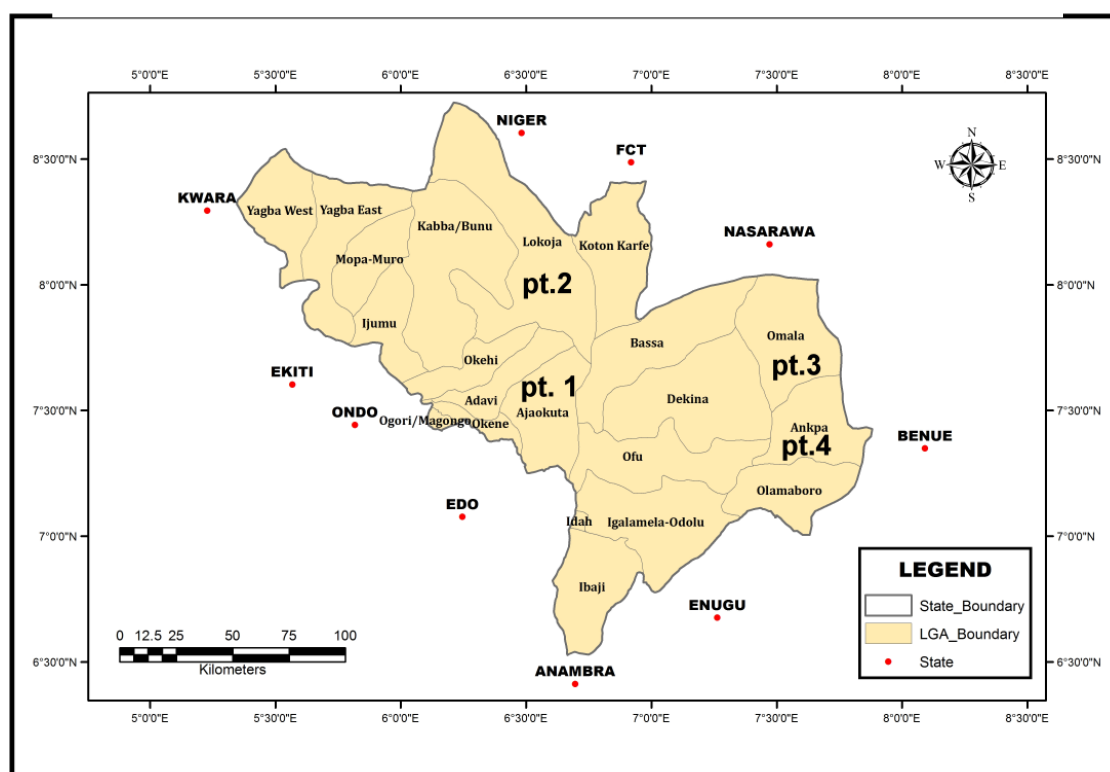 5°0'0"E 5°30'0"E 6°0'0"E 6°30'0"E 7°0'0"E 7°30'0"E 8°0'0"E 8°30'0"E
NIGER
FCT
N
W E
S
8°30'0"N 8°30'0"N
KWARA
Yagba West Yagba East
Kabba/Bunu
NASARAWA
Lokoja Koton Karfe
Mopa-Muro
8°0'0"N pt.2 8°0'0"N
Ijumu
Bassa
Omala
Okehi
pt.3
EKITI
pt. 1
Adavi
Dekina
ONDO
Ajaokuta
7°30'0"N 7°30'0"N
Ogori/Magongo Okene
Ankpa
BENUE
pt.4
Ofu
Olamaboro
EDO
Idah Igalamela-Odolu
7°0'0"N 7°0'0"N
LEGEND
Ibaji
State_Boundary
ENUGU
LGA_Boundary
0 12.5 25 50 75 100
State
Kilometers
6°30'0"N 6°30'0"N
ANAMBRA
5°0'0"E 5°30'0"E 6°0'0"E 6°30'0"E 7°0'0"E 7°30'0"E 8°0'0"E 8°30'0"E